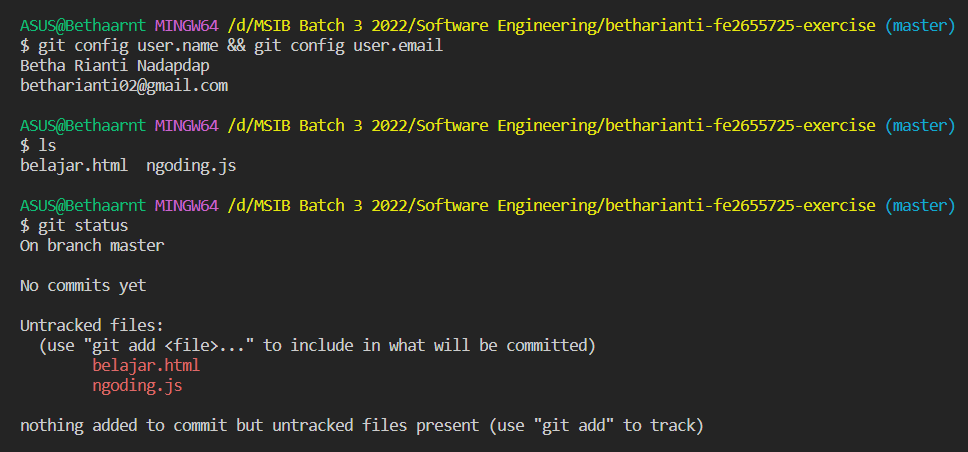 ASUS@Bethaarnt MINGW64 /d/MSIB Batch 3 2022/Software Engineering/betharianti-fe2655725-exercise (master)
$ git config user.name && git config user.email
Betha Rianti Nadapdap
betharianti02@gmail.com
ASUS@Bethaarnt MINGW64 /d/MSIB Batch 3 2022/Software Engineering/betharianti-fe2655725-exercise (master)
$ ls
belajar.html  ngoding.js
ASUS@Bethaarnt MINGW64 /d/MSIB Batch 3 2022/Software Engineering/betharianti-fe2655725-exercise (master)
$ git status
On branch master
No commits yet
Untracked files:
  (use "git add <file>..." to include in what will be committed)
        belajar.html
        ngoding.js
nothing added to commit but untracked files present (use "git add" to track)